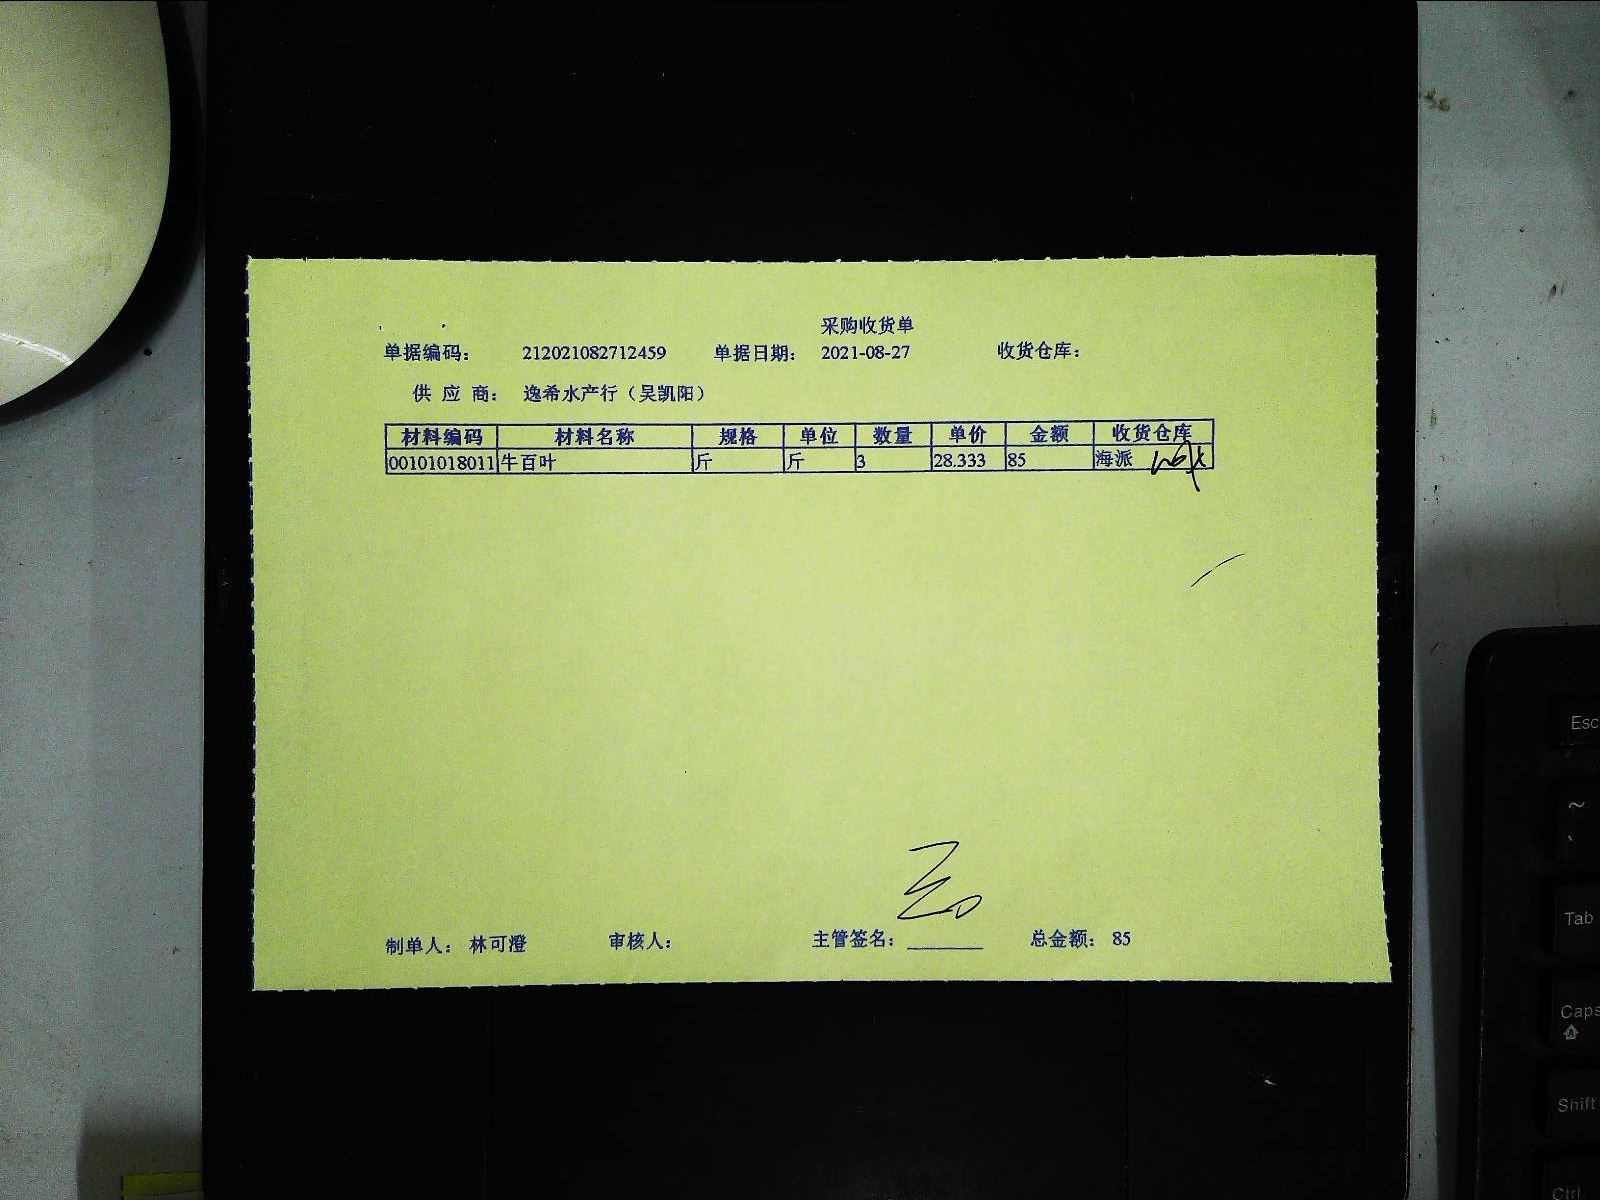 采购收货单
单据编码： 212021082712459 单据日期： 2021-08-27 收货仓库：
供 应 商： 逸希水产行（吴凯阳）
材料编码 材料名称 规格 单位 数量 单价 金额 收货仓库
00101018011 牛百叶 斤 斤 3 28.333 85 海派
制单人： 林可澄 审核人： 主管签名： 总金额： 85
Esc
~
`
Tab
Caps
Shift
Ctrl